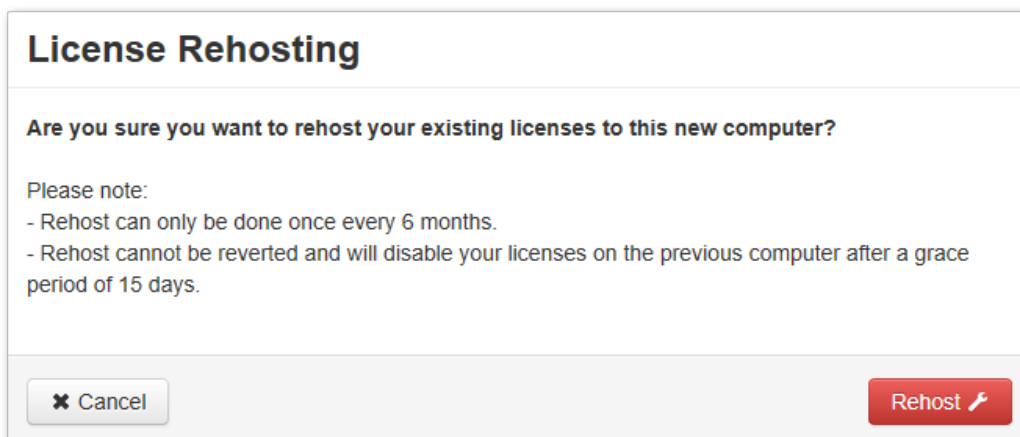 License Rehosting
Are you sure you want to rehost your existing licenses to this new computer?
Please note:
- Rehost can only be done once every 6 months.
- Rehost cannot be reverted and will disable your licenses on the previous computer after a grace
period of 15 days.
Cancel
Rehost